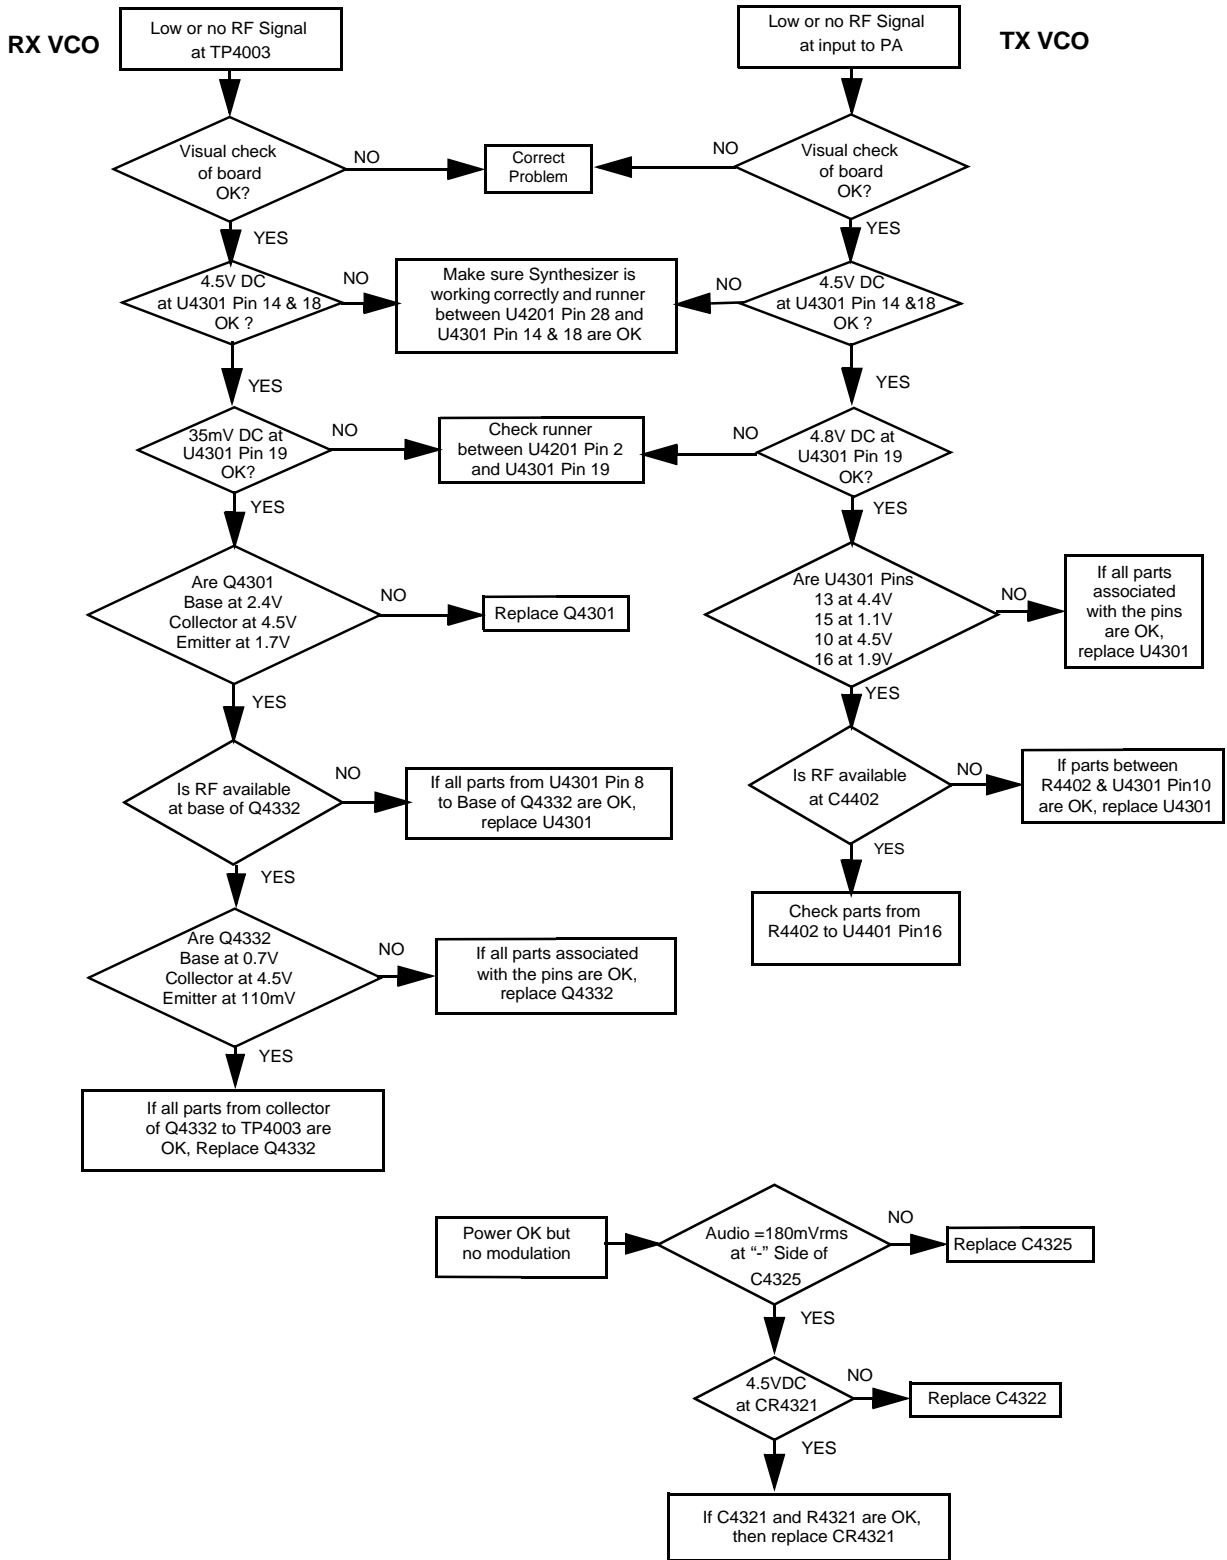 RX VCO
Low or no RF Signal
at TP4003
Visual check
of board
OK?
NO
Correct
Problem
YES
4.5V DC
at U4301 Pin 14 & 18
OK ?
NO
Make sure Synthesizer is
working correctly and runner
between U4201 Pin 28 and
U4301 Pin 14 & 18 are OK
YES
35mV DC at
U4301 Pin 19
OK?
NO
Check runner
between U4201 Pin 2
and U4301 Pin 19
YES
Are Q4301
Base at 2.4V
Collector at 4.5V
Emitter at 1.7V
NO
Replace Q4301
YES
Is RF available
at base of Q4332
NO
If all parts from U4301 Pin 8
to Base of Q4332 are OK,
replace U4301
YES
Are Q4332
Base at 0.7V
Collector at 4.5V
Emitter at 110mV
NO
If all parts associated
with the pins are OK,
replace Q4332
YES
If all parts from collector
of Q4332 to TP4003 are
OK, Replace Q4332
TX VCO
Low or no RF Signal
at input to PA
Visual check
of board
OK?
NO
YES
4.5V DC
at U4301 Pin 14 &18
OK ?
NO
YES
4.8V DC at
U4301 Pin 19
OK?
NO
YES
Are U4301 Pins
13 at 4.4V
15 at 1.1V
10 at 4.5V
16 at 1.9V
NO
If all parts
associated
with the pins
are OK,
replace U4301
YES
Is RF available
at C4402
NO
If parts between
R4402 & U4301 Pin10
are OK, replace U4301
YES
Check parts from
R4402 to U4401 Pin16
Power OK but
no modulation
Audio =180mVrms
at “-” Side of
C4325
NO
Replace C4325
YES
4.5VDC
at CR4321
NO
Replace C4322
YES
If C4321 and R4321 are OK,
then replace CR4321